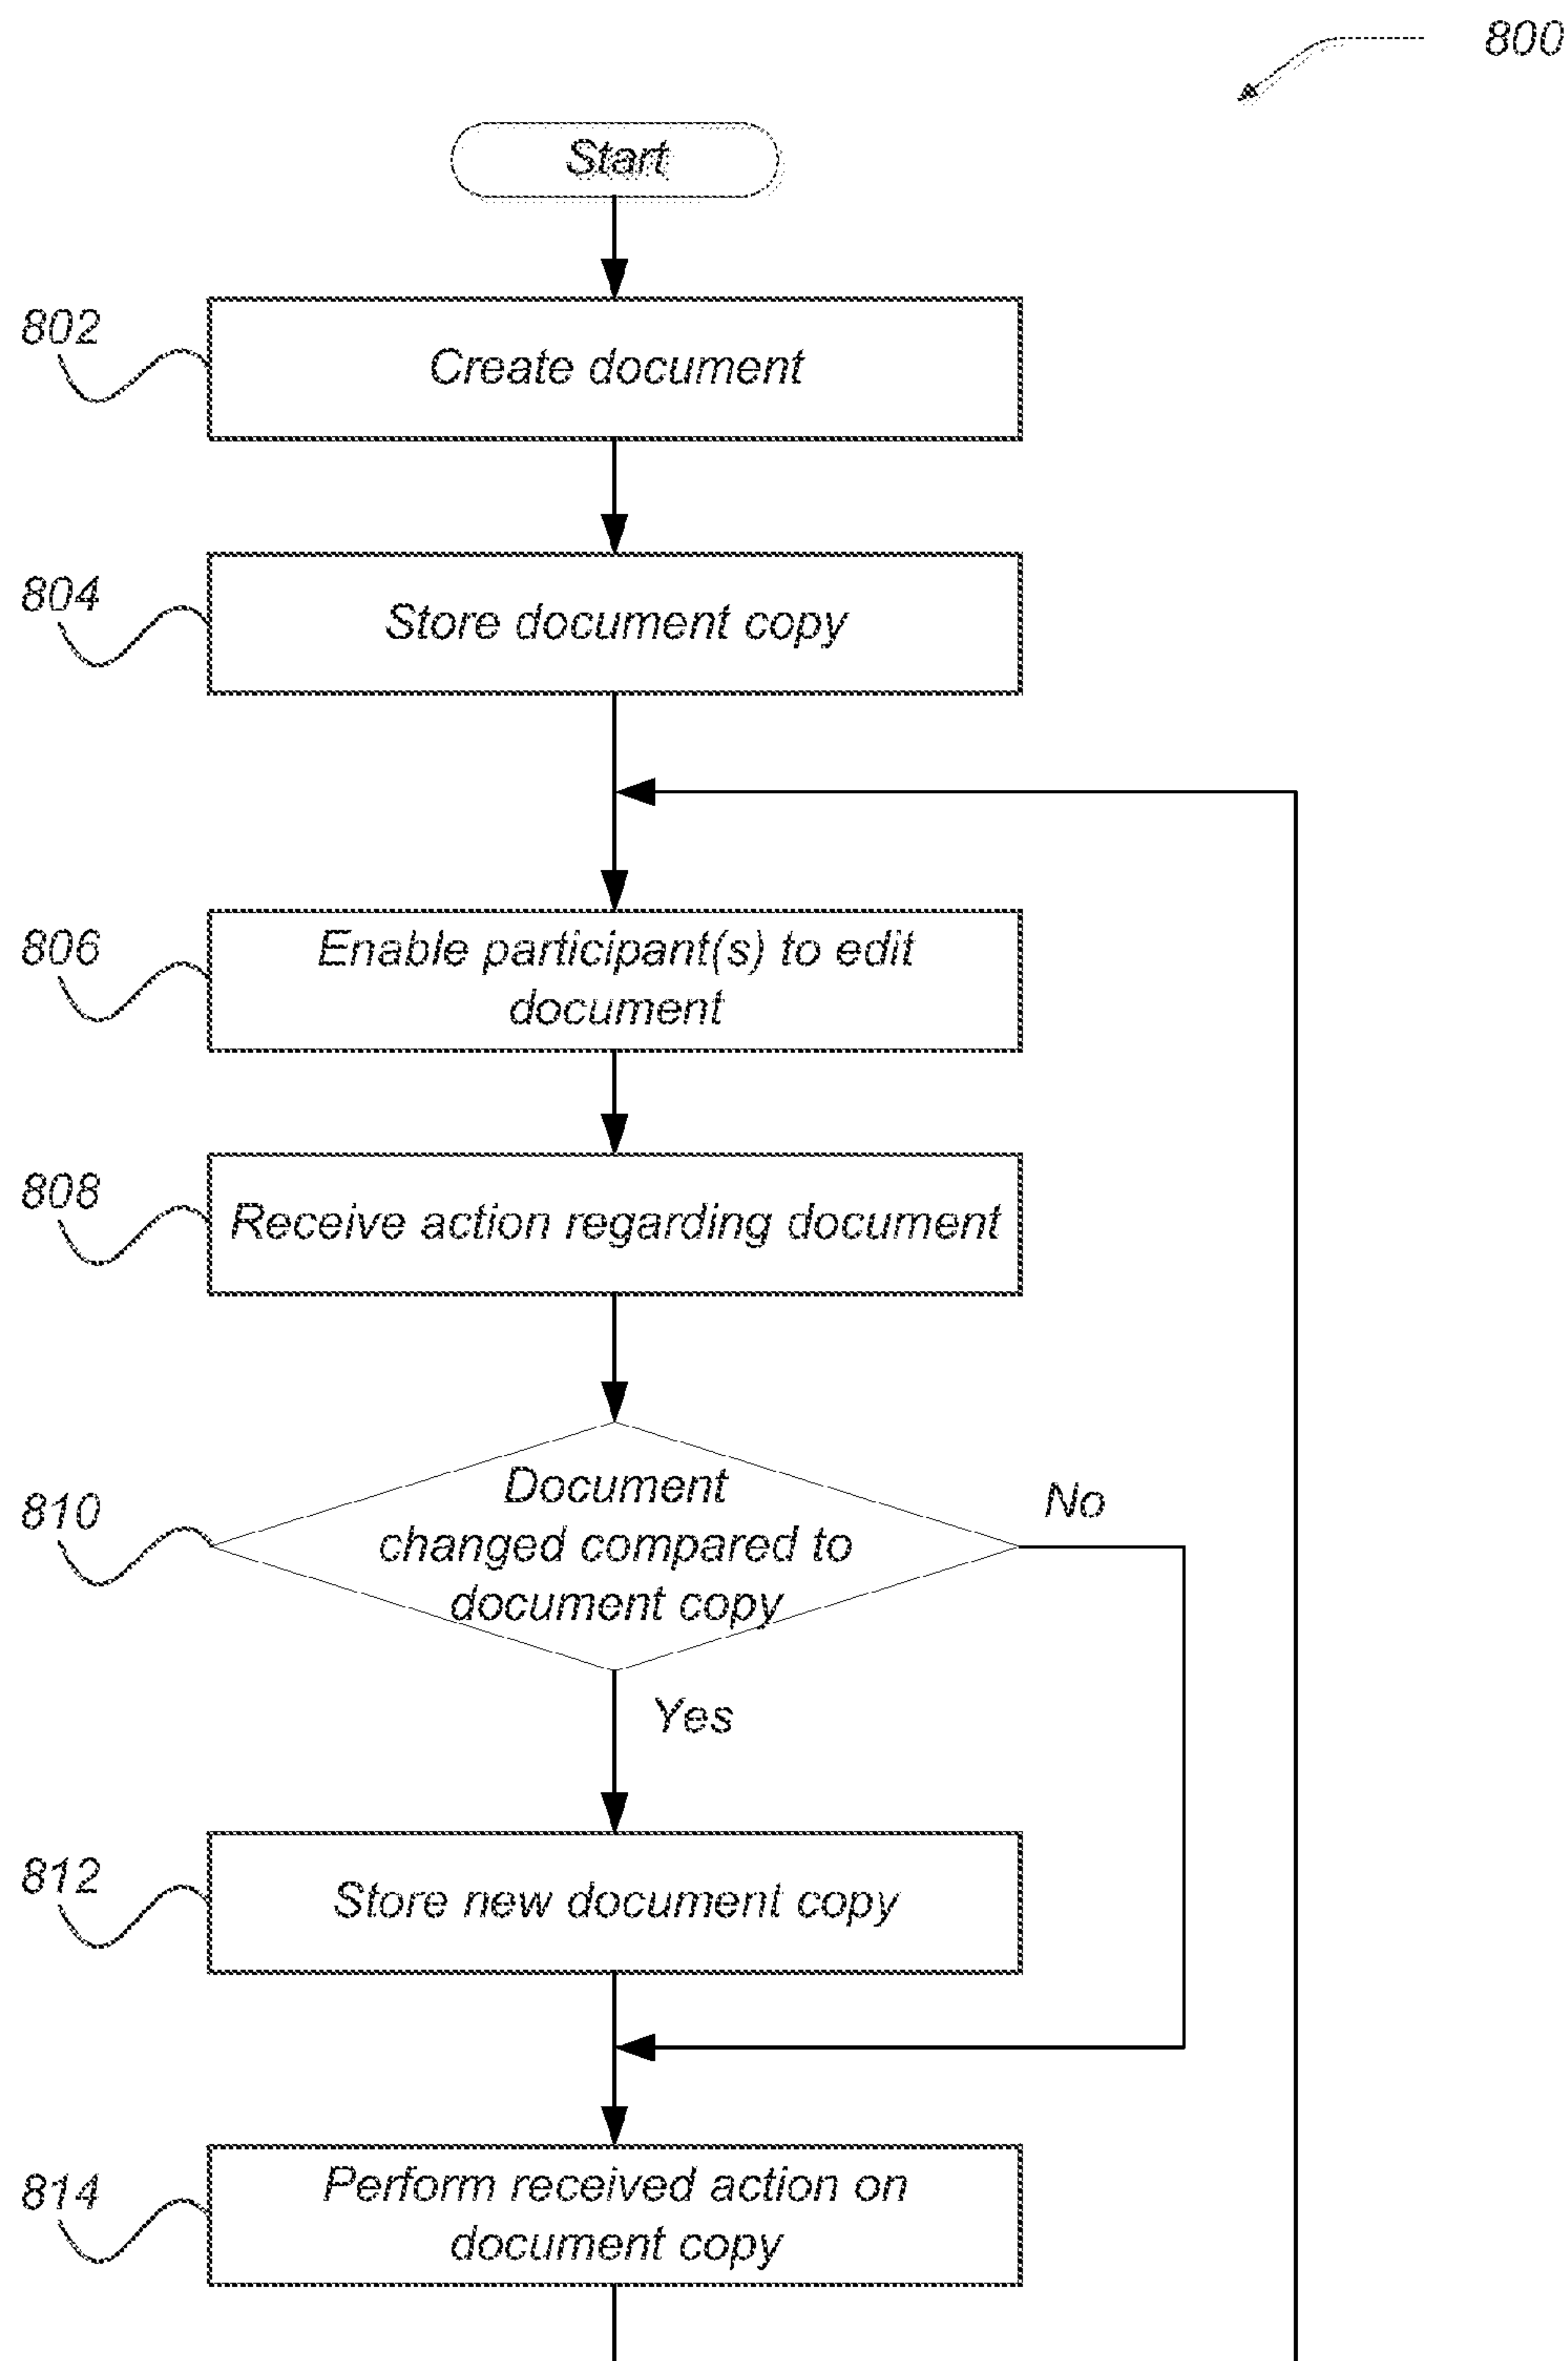 800
Start
802
Create document
804
Store document copy
806
Enable participant(s) to edit
document
808
Receive action regarding document
810
Document
changed compared to
document copy
No
Yes
812
Store new document copy
814
Perform received action on
document copy